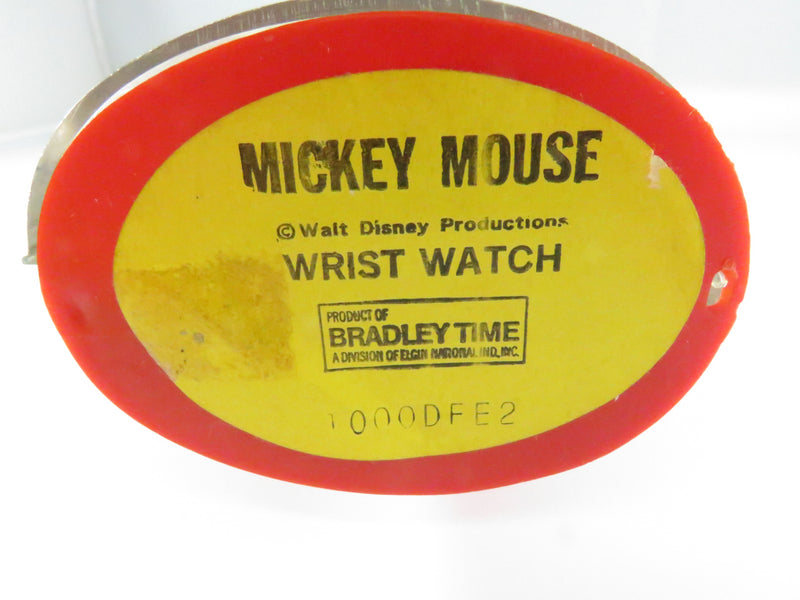 MICKEY MOUSE
©Walt Disney Productions
WRIST WATCH
PRODUCT OF
BRADLEY TIME
A DIVISION OF ELGIN NATIONAL IND., INC.
1000DFE2